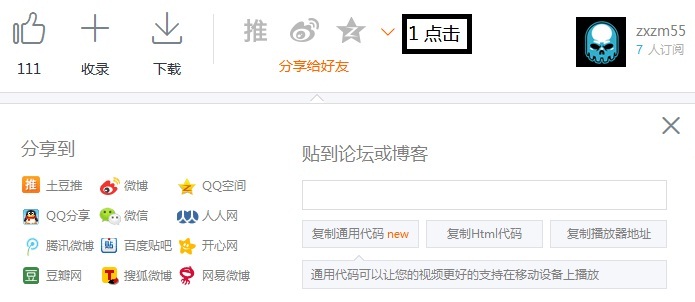 推
1 点击
zxzm55
7 人订阅
111
收录
下载
分享给好友
分享到
贴到论坛或博客
推 土豆推
微博
QQ空间
QQ分享
微信
人人网
腾讯微博
贴 百度贴吧
开心网
豆 豆瓣网
搜狐微博
网易微博
复制通用代码 new
复制Html代码
复制播放器地址
通用代码可以让您的视频更好的支持在移动设备上播放